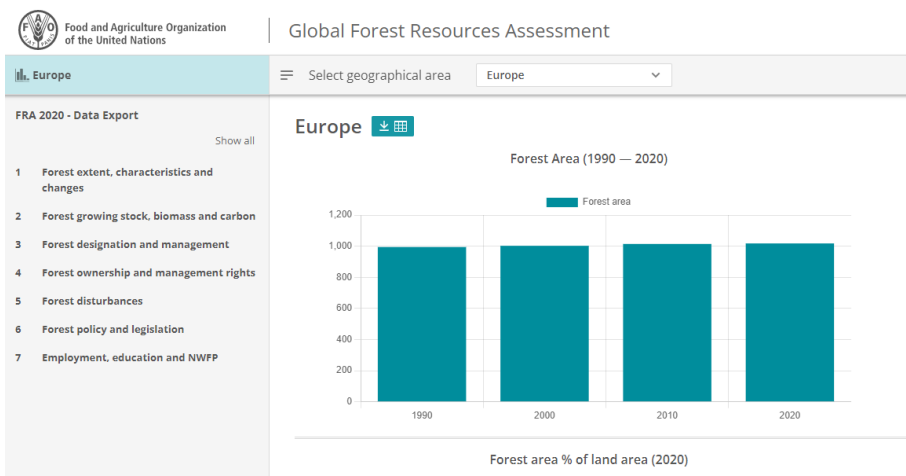 FAO
FIAT PANIS
Food and Agriculture Organization
of the United Nations
Global Forest Resources Assessment
Europe
Select geographical area
Europe
FRA 2020 - Data Export
Show all
1 Forest extent, characteristics and
changes
2 Forest growing stock, biomass and carbon
3 Forest designation and management
4 Forest ownership and management rights
5 Forest disturbances
6 Forest policy and legislation
7 Employment, education and NWFP
Europe
Forest Area (1990 — 2020)
Forest area
1,200
1,000
800
600
400
200
0
1990 2000 2010 2020
Forest area % of land area (2020)